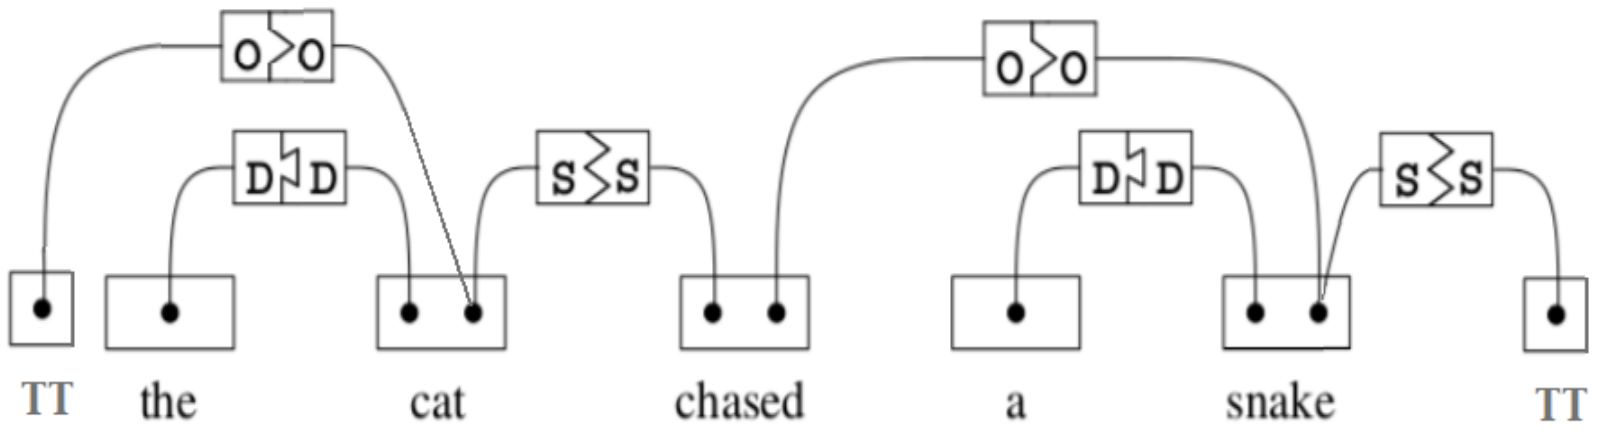 O O O O
D D S S D D S S
TT the cat chased a snake TT